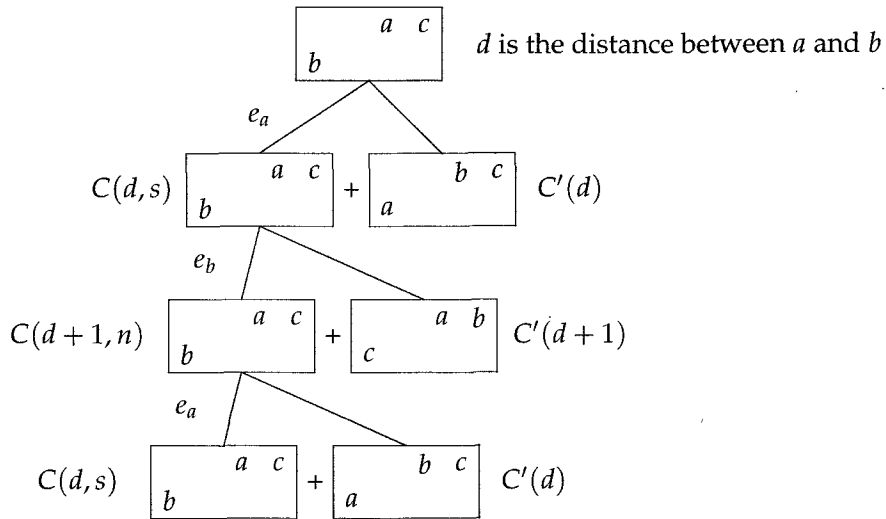 a c
b
d is the distance between a and b
e_a
C(d, s) a c + b c C'(d)
b a
e_b
C(d + 1, n) a c + a b C'(d + 1)
b c
e_a
C(d, s) a c + b c C'(d)
b a